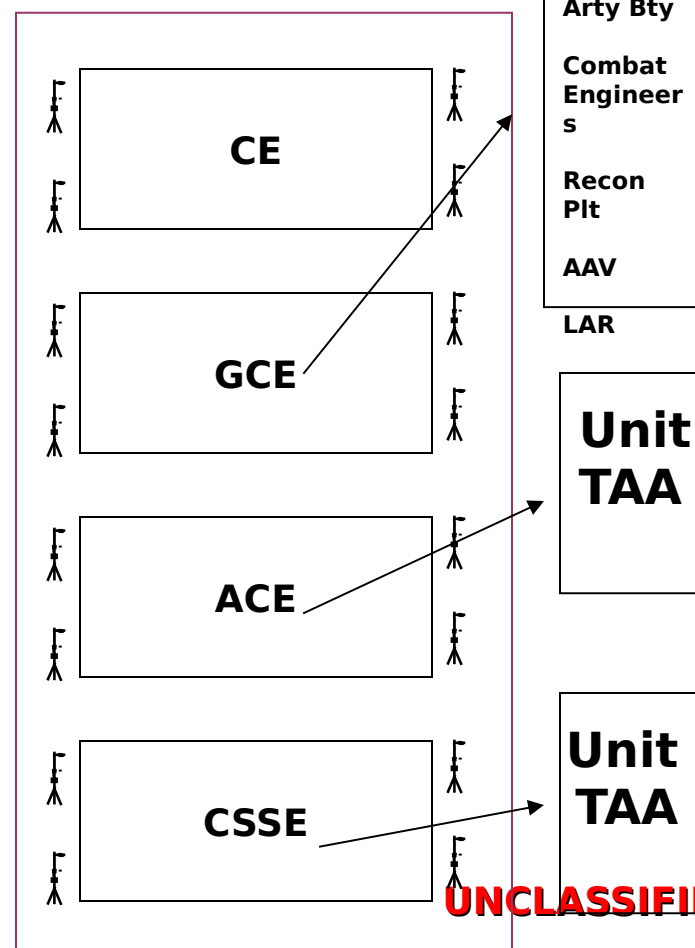 Arty Bty
Combat
Engineer
s
Recon
Plt
AAV
LAR
CE
GCE
ACE
CSSE
Unit
TAA
Unit
TAA
UNCLASSIFI